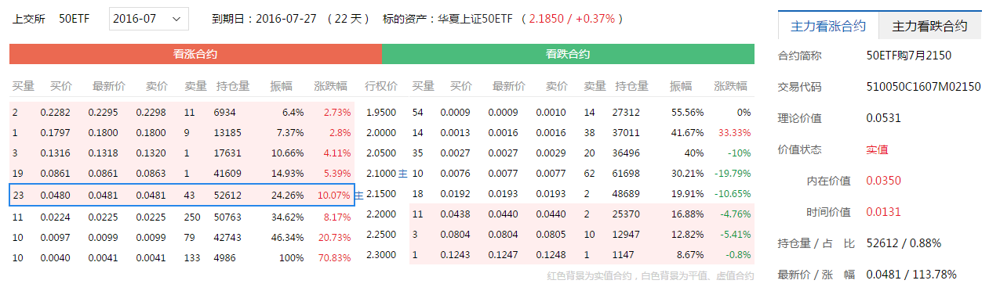 上交所 50ETF 2016-07 到期日：2016-07-27 （ 22 天 ） 标的资产：华夏上证50ETF （ 2.1850 / +0.37% ）
看涨合约 看跌合约
买量 买价 最新价 卖价 卖量 持仓量 振幅 涨跌幅 行权价 买量 买价 最新价 卖价 卖量 持仓量 振幅 涨跌幅
2 0.2282 0.2295 0.2298 11 6934 6.4% 2.73% 1.9500 54 0.0009 0.0009 0.0010 14 27312 55.56% 0%
1 0.1797 0.1800 0.1800 9 13185 7.37% 2.8% 2.0000 14 0.0013 0.0016 0.0016 38 37011 41.67% 33.33%
3 0.1316 0.1318 0.1320 1 17631 10.66% 4.11% 2.0500 35 0.0027 0.0027 0.0029 20 36496 40% -10%
19 0.0861 0.0861 0.0863 1 41609 14.93% 5.39% 2.1000 主 10 0.0076 0.0077 0.0077 62 61698 30.21% -19.79%
23 0.0480 0.0481 0.0481 43 52612 24.26% 10.07% 主 2.1500 18 0.0192 0.0193 0.0193 2 48689 19.91% -10.65%
11 0.0224 0.0225 0.0225 250 50763 34.62% 8.17% 2.2000 11 0.0438 0.0440 0.0440 2 25370 16.88% -4.76%
10 0.0097 0.0099 0.0099 79 42743 46.34% 20.73% 2.2500 3 0.0804 0.0804 0.0805 10 12947 12.82% -5.41%
10 0.0040 0.0041 0.0041 133 4986 100% 70.83% 2.3000 1 0.1243 0.1247 0.1248 1 1147 8.67% -0.8%
红色背景为实值合约，白色背景为平值、虚值合约
主力看涨合约 主力看跌合约
合约简称 50ETF购7月2150
交易代码 510050C1607M02150
理论价值 0.0531
价值状态 实值
内在价值 0.0350
时间价值 0.0131
持仓量 / 占 比 52612 / 0.88%
最新价 / 涨 幅 0.0481 / 113.78%